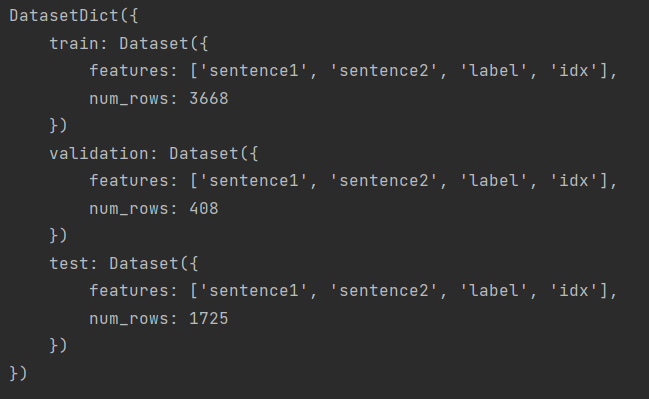 DatasetDict({
    train: Dataset({
        features: ['sentence1', 'sentence2', 'label', 'idx'],
        num_rows: 3668
    })
    validation: Dataset({
        features: ['sentence1', 'sentence2', 'label', 'idx'],
        num_rows: 408
    })
    test: Dataset({
        features: ['sentence1', 'sentence2', 'label', 'idx'],
        num_rows: 1725
    })
})